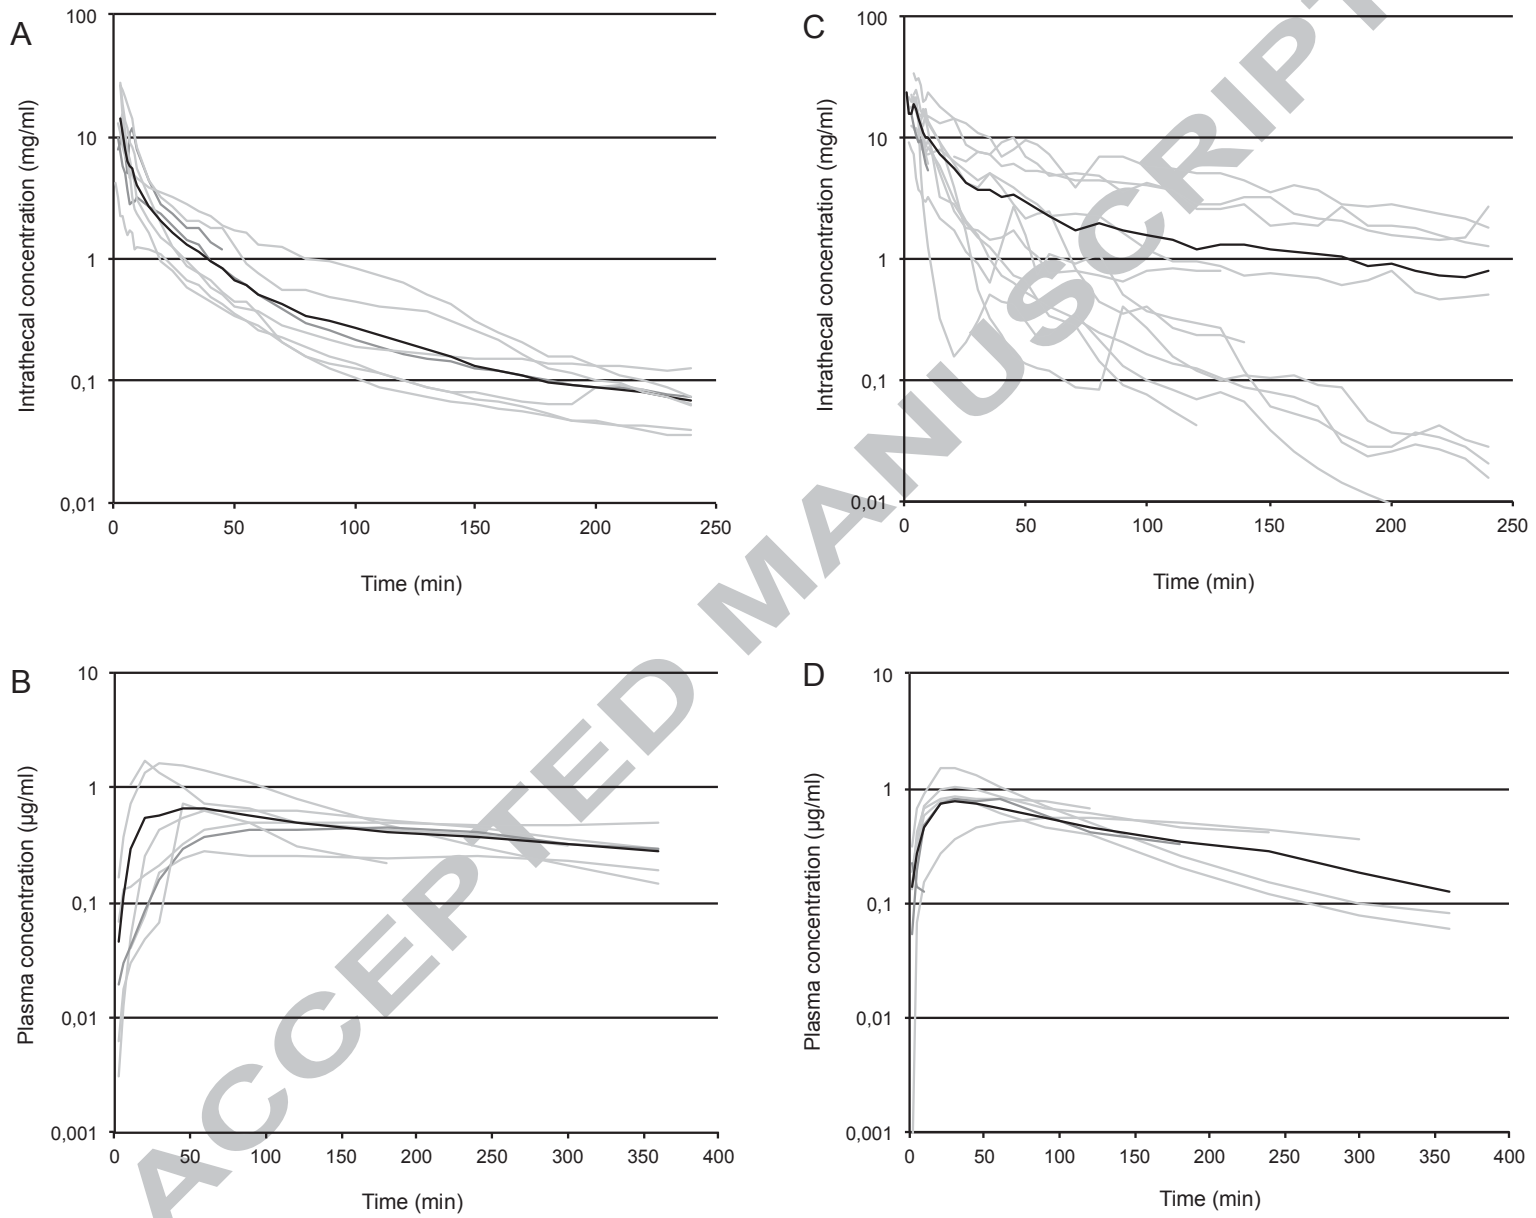 A
Intrathecal concentration (mg/ml)
100
10
1
0,1
0,01
0 50 100 150 200 250
Time (min)
C
Intrathecal concentration (mg/ml)
100
10
1
0,1
0,01
0 50 100 150 200 250
Time (min)
B
Plasma concentration (µg/ml)
10
1
0,1
0,01
0,001
0 50 100 150 200 250 300 350 400
Time (min)
D
Plasma concentration (µg/ml)
10
1
0,1
0,01
0,001
0 50 100 150 200 250 300 350 400
Time (min)
ACCEPTED MANUSCRIPT